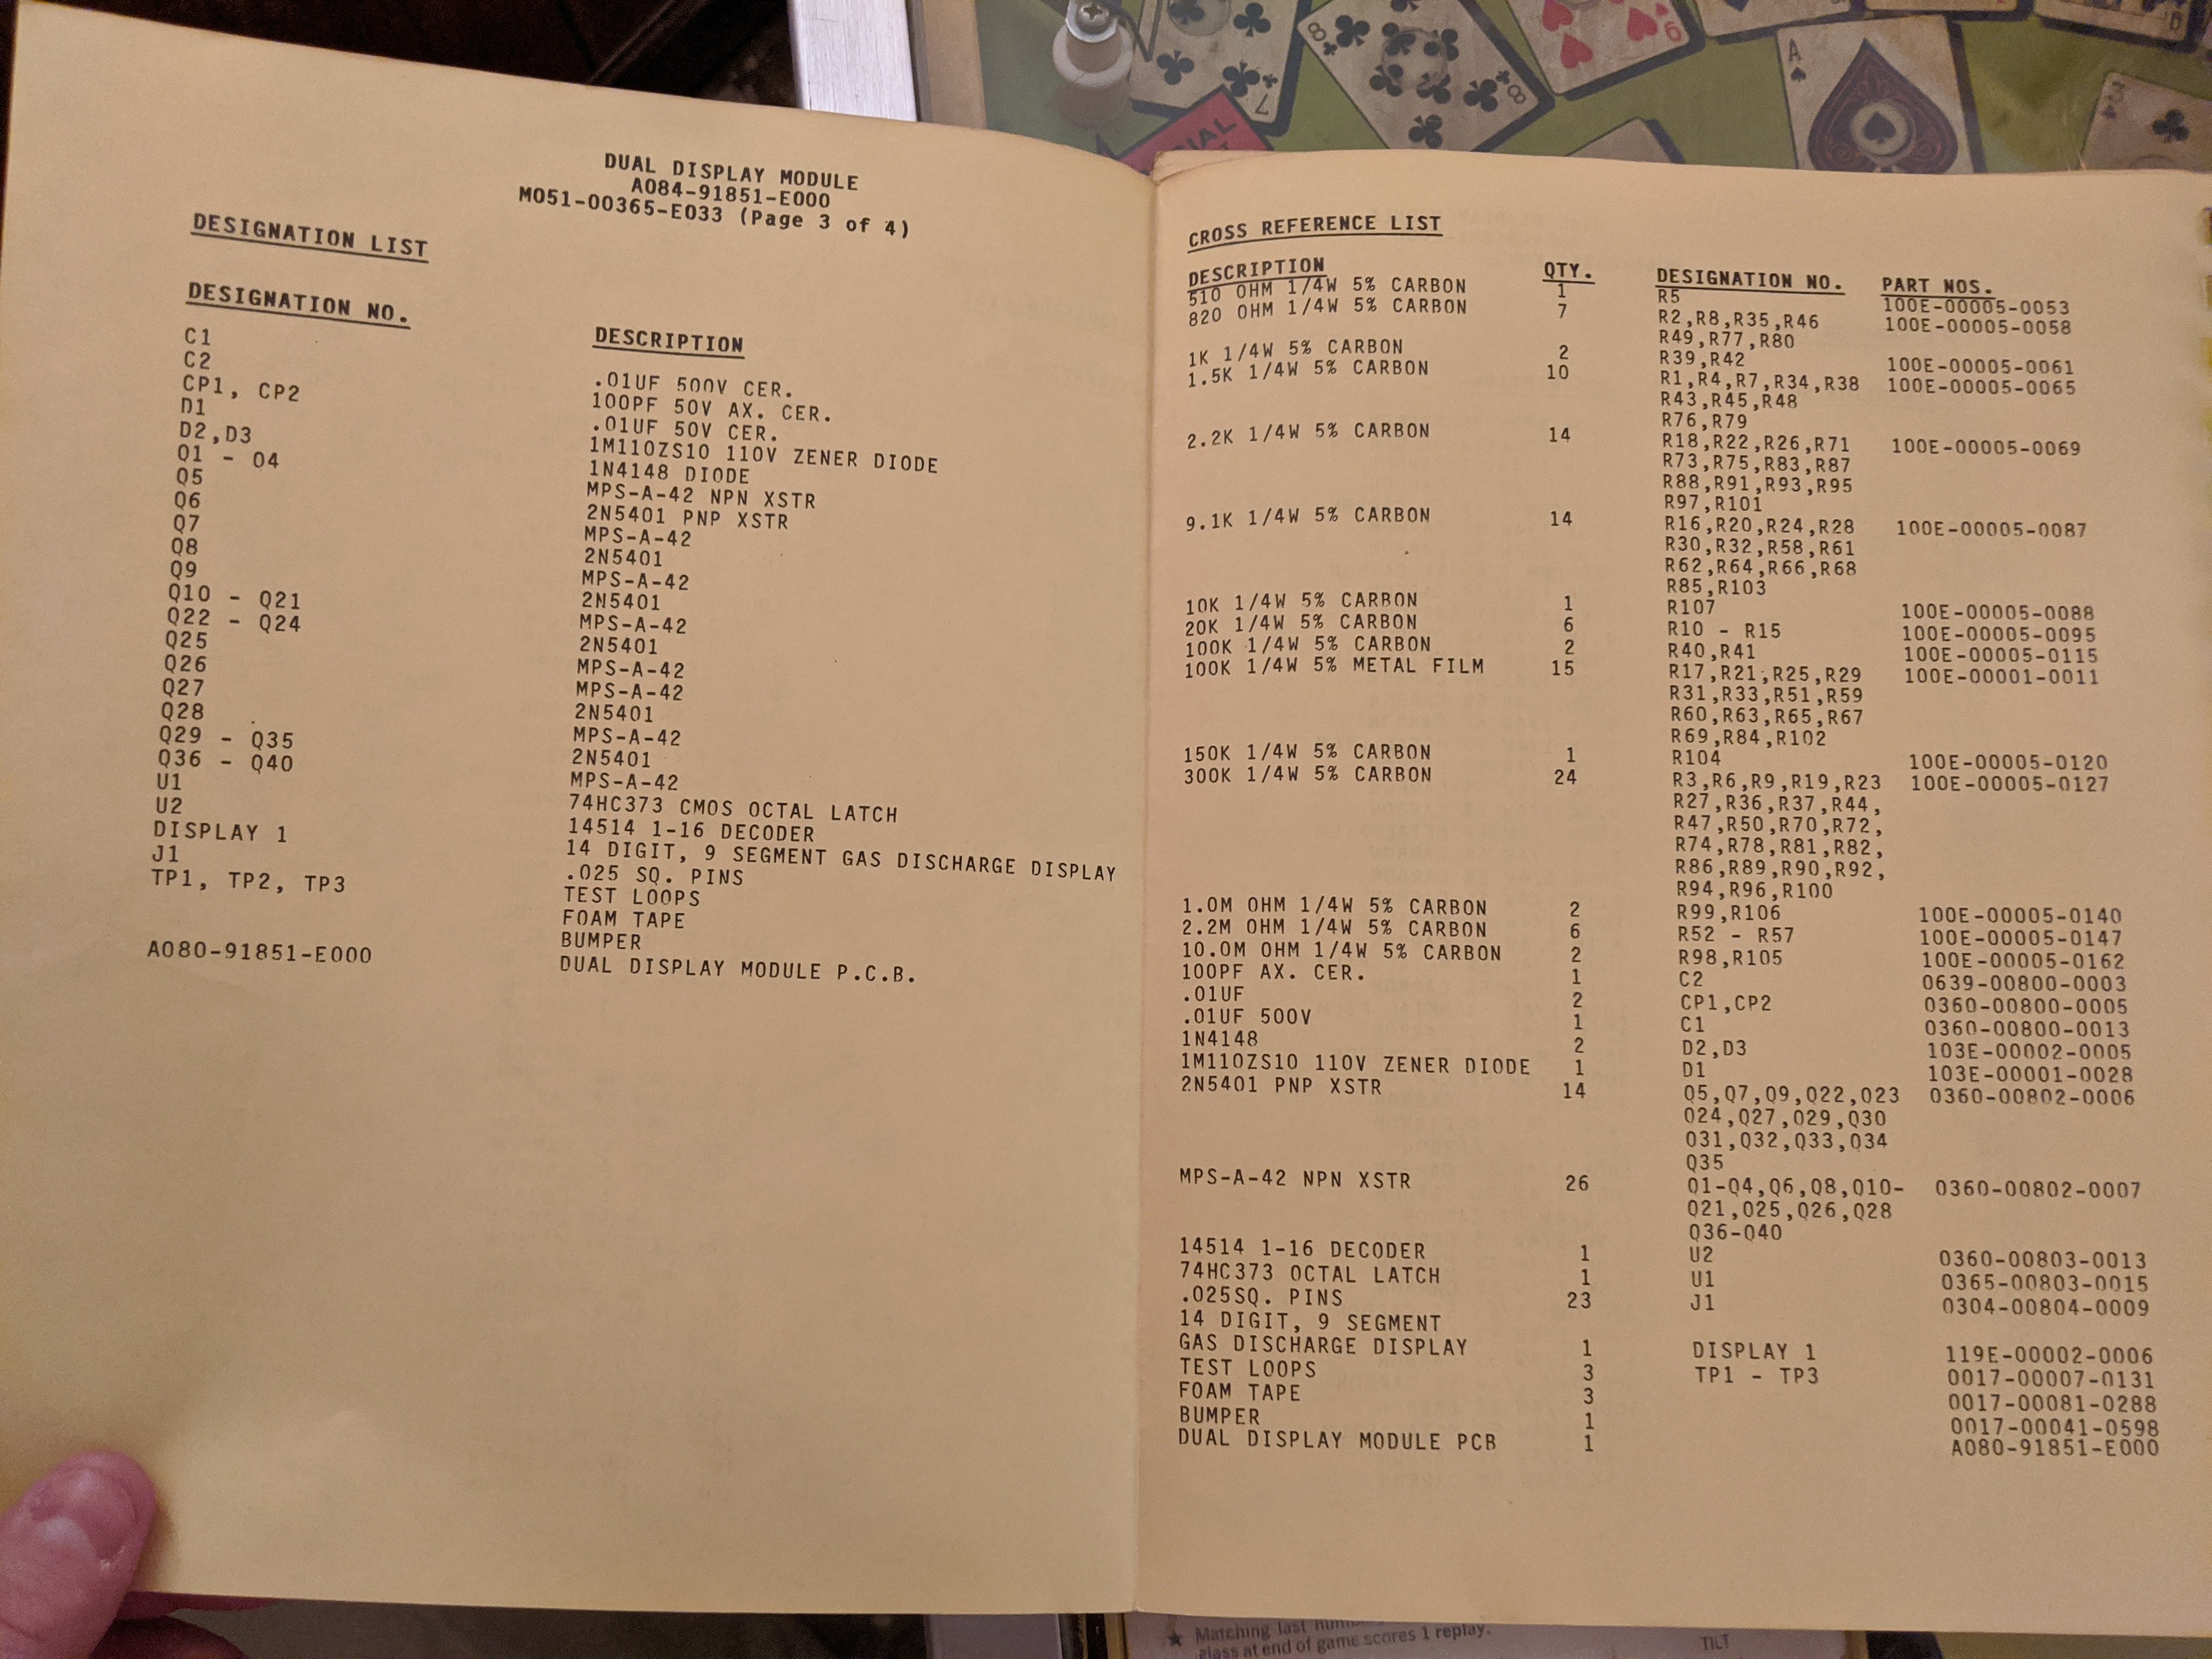 DUAL DISPLAY MODULE
A084-91851-E000
M051-00365-E033 (Page 3 of 4)
DESIGNATION LIST
DESIGNATION NO.
DESCRIPTION
C1
C2
CP1, CP2
D1
D2,D3
Q1 - Q4
Q5
Q6
Q7
Q8
Q9
Q10 - Q21
Q22 - Q24
Q25
Q26
Q27
Q28
Q29 - Q35
Q36 - Q40
U1
U2
DISPLAY 1
J1
TP1, TP2, TP3
A080-91851-E000
.01UF 500V CER.
100PF 50V AX. CER.
.01UF 50V CER.
1M110ZS10 110V ZENER DIODE
1N4148 DIODE
MPS-A-42 NPN XSTR
2N5401 PNP XSTR
MPS-A-42
2N5401
MPS-A-42
2N5401
MPS-A-42
2N5401
MPS-A-42
MPS-A-42
2N5401
MPS-A-42
2N5401
MPS-A-42
74HC373 CMOS OCTAL LATCH
14514 1-16 DECODER
14 DIGIT, 9 SEGMENT GAS DISCHARGE DISPLAY
.025 SQ. PINS
TEST LOOPS
FOAM TAPE
BUMPER
DUAL DISPLAY MODULE P.C.B.
CROSS REFERENCE LIST
DESCRIPTION QTY. DESIGNATION NO. PART NOS.
510 OHM 1/4W 5% CARBON 1 R5 100E-00005-0053
820 OHM 1/4W 5% CARBON 7 R2,R8,R35,R46 100E-00005-0058
R49,R77,R80
1K 1/4W 5% CARBON 2 R39,R42 100E-00005-0061
1.5K 1/4W 5% CARBON 10 R1,R4,R7,R34,R38 100E-00005-0065
R43,R45,R48
R76,R79
2.2K 1/4W 5% CARBON 14 R18,R22,R26,R71 100E-00005-0069
R73,R75,R83,R87
R88,R91,R93,R95
R97,R101
9.1K 1/4W 5% CARBON 14 R16,R20,R24,R28 100E-00005-0087
R30,R32,R58,R61
R62,R64,R66,R68
R85,R103
10K 1/4W 5% CARBON 1 R107 100E-00005-0088
20K 1/4W 5% CARBON 6 R10 - R15 100E-00005-0095
100K 1/4W 5% CARBON 2 R40,R41 100E-00005-0115
100K 1/4W 5% METAL FILM 15 R17,R21,R25,R29 100E-00001-0011
R31,R33,R51,R59
R60,R63,R65,R67
R69,R84,R102
150K 1/4W 5% CARBON 1 R104 100E-00005-0120
300K 1/4W 5% CARBON 24 R3,R6,R9,R19,R23 100E-00005-0127
R27,R36,R37,R44,
R47,R50,R70,R72,
R74,R78,R81,R82,
R86,R89,R90,R92,
R94,R96,R100
1.0M OHM 1/4W 5% CARBON 2 R99,R106 100E-00005-0140
2.2M OHM 1/4W 5% CARBON 6 R52 - R57 100E-00005-0147
10.0M OHM 1/4W 5% CARBON 2 R98,R105 100E-00005-0162
100PF AX. CER. 1 C2 0639-00800-0003
.01UF 2 CP1,CP2 0360-00800-0005
.01UF 500V 1 C1 0360-00800-0013
1N4148 2 D2,D3 103E-00002-0005
1M110ZS10 110V ZENER DIODE 1 D1 103E-00001-0028
2N5401 PNP XSTR 14 Q5,Q7,Q9,Q22,Q23 0360-00802-0006
Q24,Q27,Q29,Q30
Q31,Q32,Q33,Q34
Q35
MPS-A-42 NPN XSTR 26 Q1-Q4,Q6,Q8,Q10- 0360-00802-0007
Q21,Q25,Q26,Q28
Q36-Q40
14514 1-16 DECODER 1 U2 0360-00803-0013
74HC373 OCTAL LATCH 1 U1 0365-00803-0015
.025SQ. PINS 23 J1 0304-00804-0009
14 DIGIT, 9 SEGMENT
GAS DISCHARGE DISPLAY 1 DISPLAY 1 119E-00002-0006
TEST LOOPS 3 TP1 - TP3 0017-00007-0131
FOAM TAPE 3 0017-00081-0288
BUMPER 1 0017-00041-0598
DUAL DISPLAY MODULE PCB 1 A080-91851-E000
7
8
8
9
A
3
★ Matching last
glass at end of game scores 1 replay.
TILT